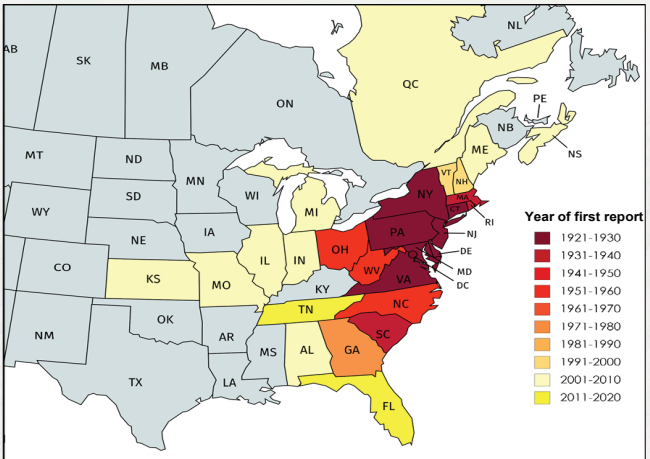 NL
AB
SK
MB
QC
ON
PE
NB
NS
ME
MT
ND
MN
VT
NH
SD
WI
NY
MA
MI
CT
RI
WY
Year of first report
IA
PA
NJ
1921-1930
NE
OH
DE
1931-1940
IL
IN
1941-1950
CO
WV
MD
KS
MO
VA
DC
1951-1960
KY
1961-1970
NC
TN
OK
1971-1980
AR
SC
NM
1981-1990
MS
AL
GA
1991-2000
TX
LA
2001-2010
FL
2011-2020